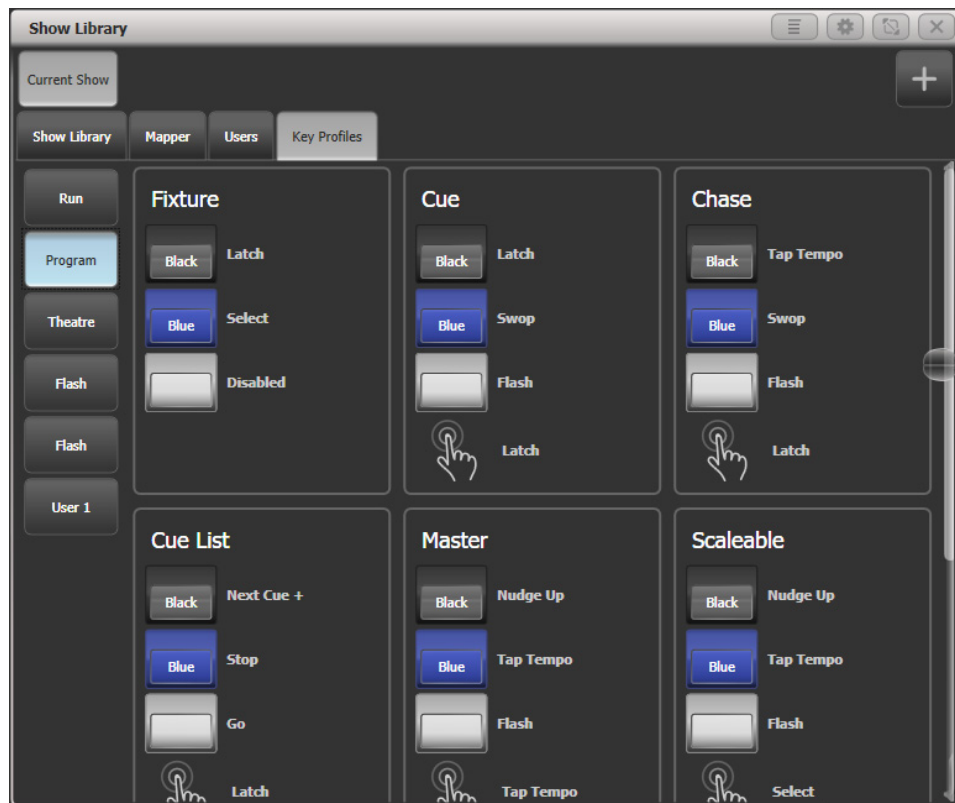 Show Library
Current Show
Show Library Mapper Users Key Profiles
Run
Program
Theatre
Flash
Flash
User 1
Fixture
Black Latch
Blue Select
Disabled
Cue
Black Latch
Blue Swop
Flash
Latch
Chase
Black Tap Tempo
Blue Swop
Flash
Latch
Cue List
Black Next Cue +
Blue Stop
Go
Latch
Master
Black Nudge Up
Blue Tap Tempo
Flash
Tap Tempo
Scaleable
Black Nudge Up
Blue Tap Tempo
Flash
Select